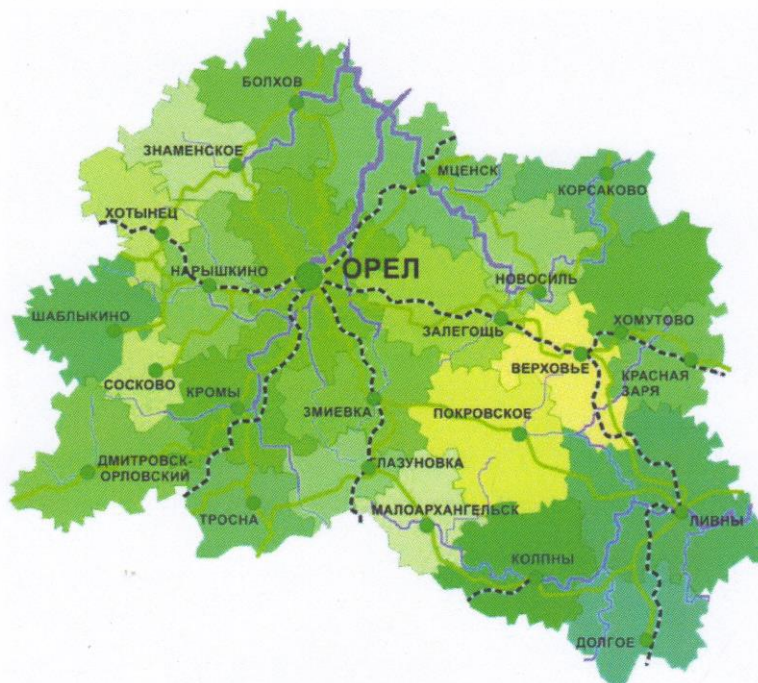 БОЛХОВ
ЗНАМЕНСКОЕ
МЦЕНСК
КОРСАКОВО
ХОТЫНЕЦ
НАРЫШКИНО
ОРЕЛ
НОВОСИЛЬ
ШАБЛЫКИНО
ЗАЛЕГОЩЬ
ХОМУТОВО
СОСКОВО
ВЕРХОВЬЕ
КРАСНАЯ
ЗАРЯ
КРОМЫ
ЗМИЕВКА
ПОКРОВСКОЕ
ДМИТРОВСК-
ОРЛОВСКИЙ
ГЛАЗУНОВКА
ТРОСНА
МАЛОАРХАНГЕЛЬСК
ЛИВНЫ
КОЛПНЫ
ДОЛГОЕ